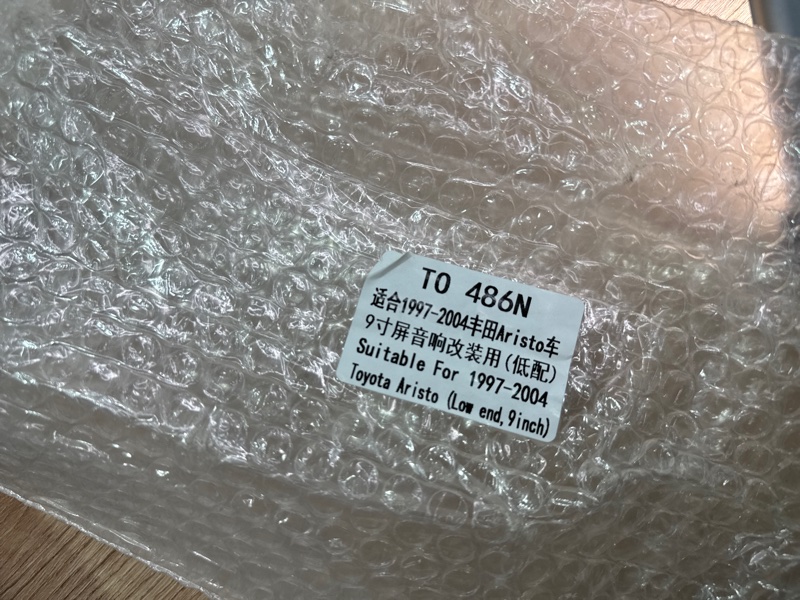 TO 486N
适合1997-2004丰田Aristo车
9寸屏音响改装用(低配)
Suitable For 1997-2004
Toyota Aristo (Low end,9inch)